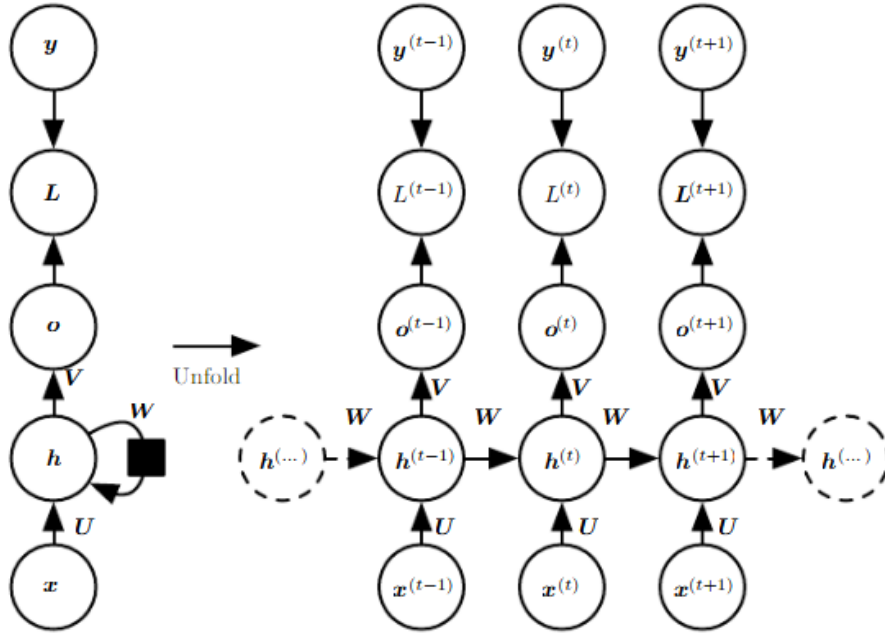 y y^(t−1) y^(t) y^(t+1)
L L^(t−1) L^(t) L^(t+1)
o o^(t−1) o^(t) o^(t+1)
Unfold
V V V V
W W W W W
h h^(...) h^(t−1) h^(t) h^(t+1) h^(...)
U U U U
x x^(t−1) x^(t) x^(t+1)